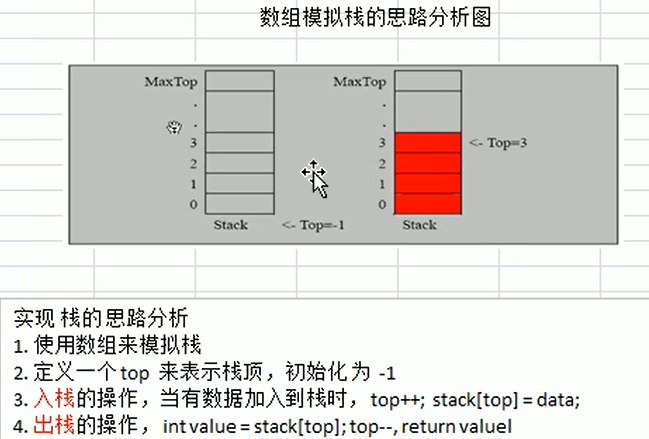 数组模拟栈的思路分析图
MaxTop
.
.
3
2
1
0
Stack
<- Top=-1
MaxTop
.
.
3
2
1
0
Stack
<- Top=3
实现 栈的思路分析
1. 使用数组来模拟栈
2. 定义一个 top 来表示栈顶，初始化为 -1
3. 入栈的操作，当有数据加入到栈时，top++; stack[top] = data;
4. 出栈的操作，int value = stack[top]; top--, return valueI